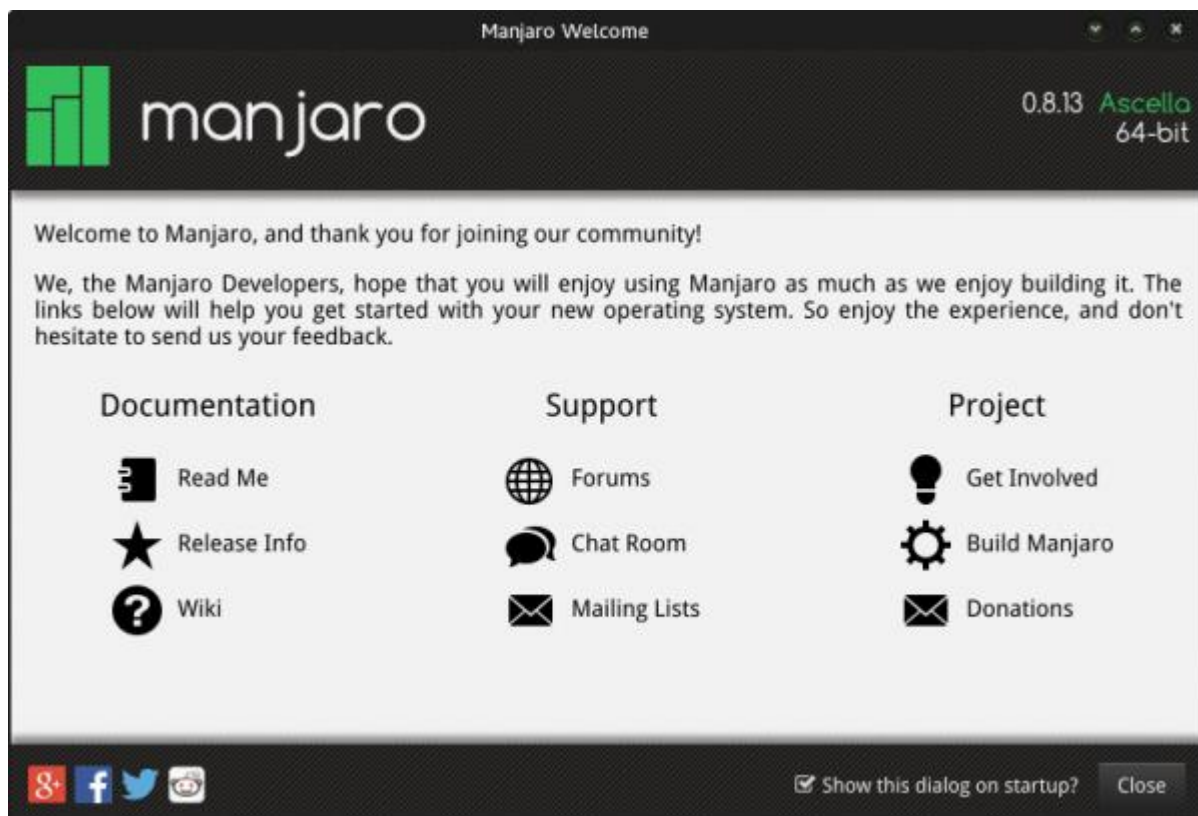 Manjaro Welcome
manjaro
0.8.13 Ascella
64-bit
Welcome to Manjaro, and thank you for joining our community!
We, the Manjaro Developers, hope that you will enjoy using Manjaro as much as we enjoy building it. The
links below will help you get started with your new operating system. So enjoy the experience, and don't
hesitate to send us your feedback.
Documentation
Read Me
Release Info
Wiki
Support
Forums
Chat Room
Mailing Lists
Project
Get Involved
Build Manjaro
Donations
Show this dialog on startup?
Close